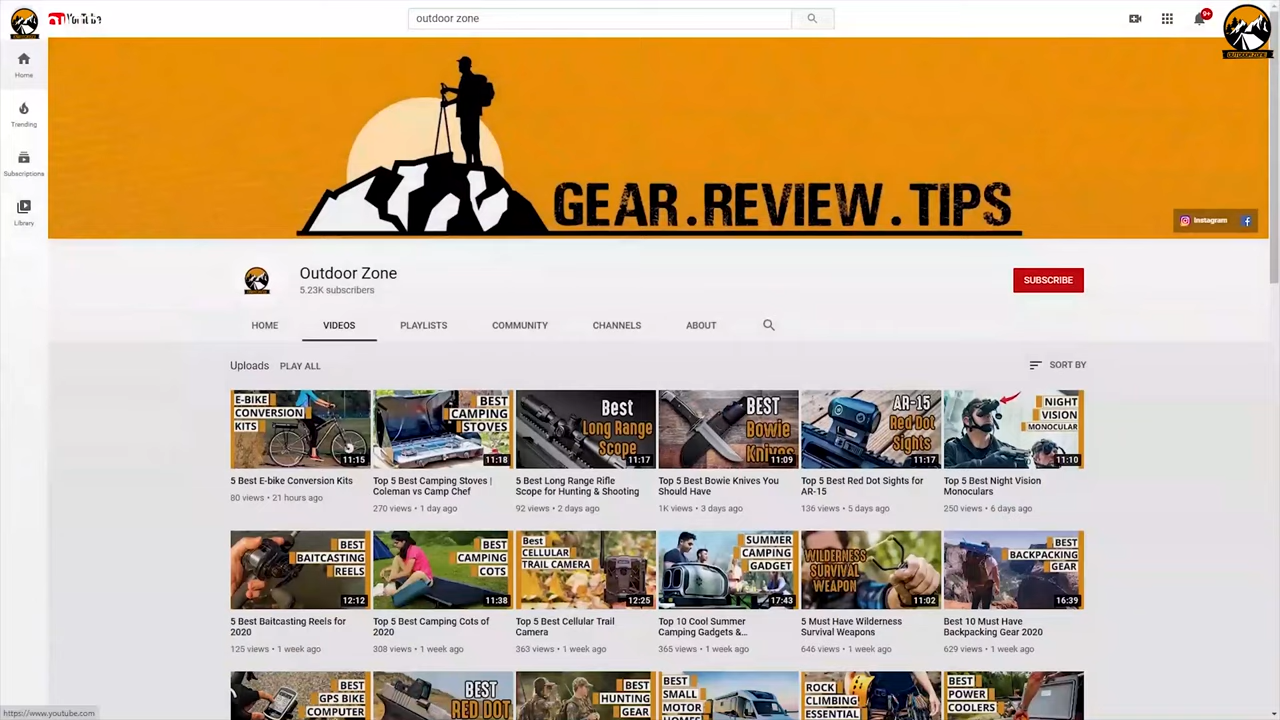 YouTube
outdoor zone
9+
OUTDOOR ZONE
Home
Trending
Subscriptions
Library
GEAR.REVIEW.TIPS
Instagram
Outdoor Zone
5.23K subscribers
SUBSCRIBE
HOME
VIDEOS
PLAYLISTS
COMMUNITY
CHANNELS
ABOUT
Uploads
PLAY ALL
SORT BY
E-BIKE
CONVERSION
KITS
11:15
BEST
CAMPING
STOVES
11:18
Best
Long Range
Scope
11:17
BEST
Bowie
Knives
11:09
AR-15
Red Dot
Sights
11:17
NIGHT
VISION
MONOCULAR
11:10
5 Best E-bike Conversion Kits
80 views • 21 hours ago
Top 5 Best Camping Stoves |
Coleman vs Camp Chef
270 views • 1 day ago
5 Best Long Range Rifle
Scope for Hunting & Shooting
92 views • 2 days ago
Top 5 Best Bowie Knives You
Should Have
1K views • 3 days ago
Top 5 Best Red Dot Sights for
AR-15
136 views • 5 days ago
Top 5 Best Night Vision
Monoculars
250 views • 6 days ago
BEST
BAITCASTING
REELS
12:12
BEST
CAMPING
COTS
11:38
Best
CELLULAR
TRAIL CAMERA
12:25
SUMMER
CAMPING
GADGET
17:43
WILDERNESS
SURVIVAL
WEAPON
11:02
BEST
BACKPACKING
GEAR
16:39
5 Best Baitcasting Reels for
2020
125 views • 1 week ago
Top 5 Best Camping Cots of
2020
308 views • 1 week ago
Top 5 Best Cellular Trail
Camera
363 views • 1 week ago
Top 10 Cool Summer
Camping Gadgets &...
365 views • 1 week ago
5 Must Have Wilderness
Survival Weapons
646 views • 1 week ago
Best 10 Must Have
Backpacking Gear 2020
629 views • 1 week ago
BEST
GPS BIKE
COMPUTER
BEST
RED DOT
BEST
HUNTING
GEAR
BEST
SMALL
MOTOR
HOMES
ROCK
CLIMBING
ESSENTIAL
BEST
POWER
COOLERS
https://www.youtube.com